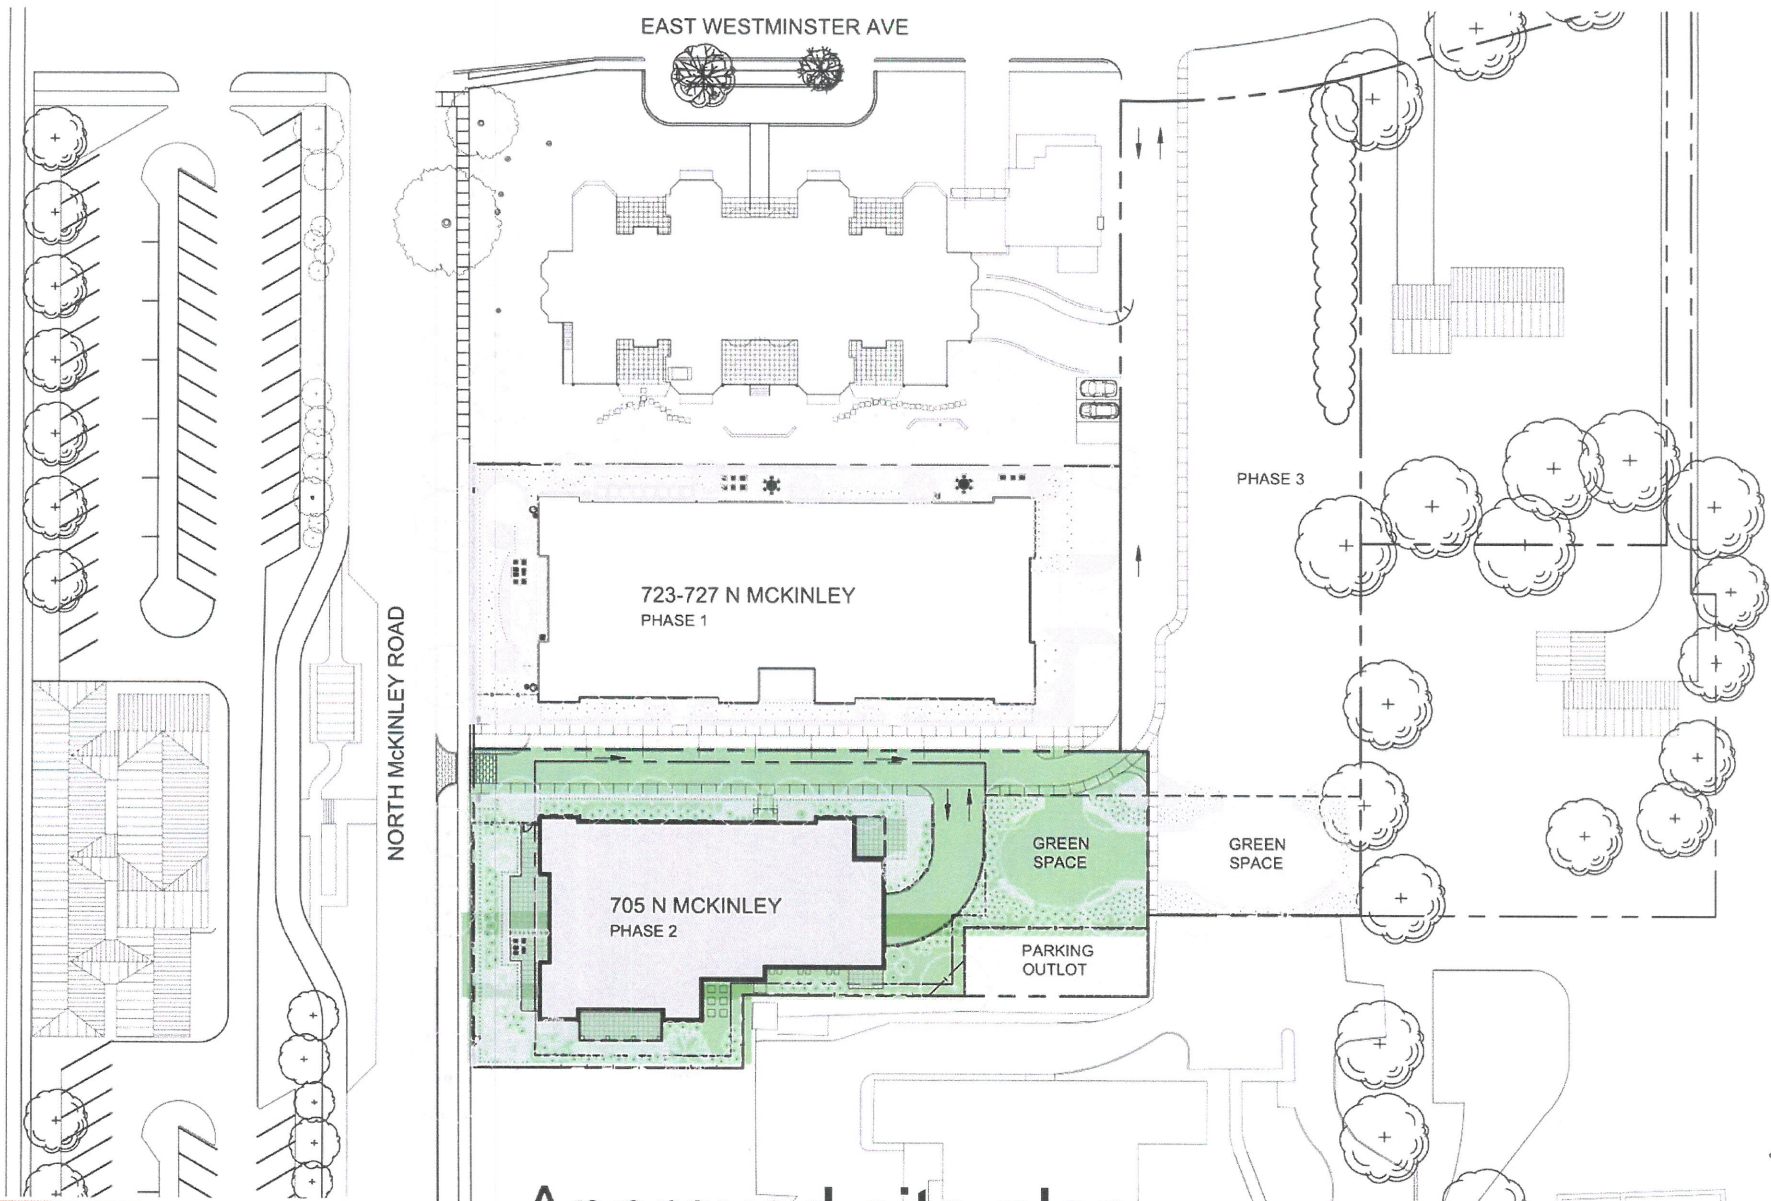 EAST WESTMINSTER AVE
PHASE 3
723-727 N MCKINLEY
PHASE 1
NORTH McKINLEY ROAD
GREEN
SPACE
GREEN
SPACE
705 N MCKINLEY
PHASE 2
PARKING
OUTLOT